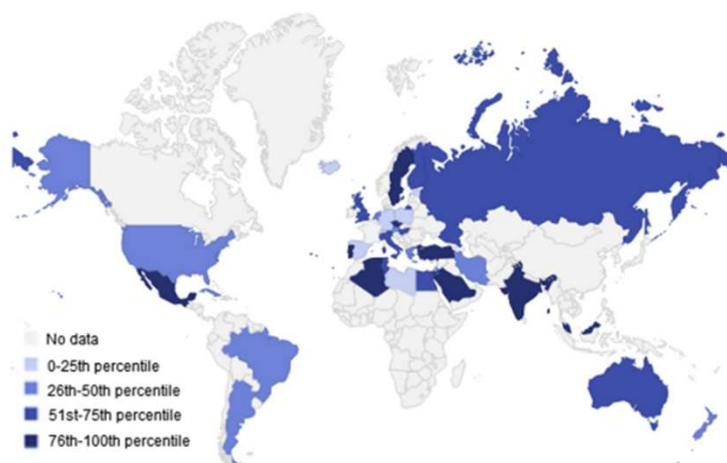 No data
0-25th percentile
26th-50th percentile
51st-75th percentile
76th-100th percentile